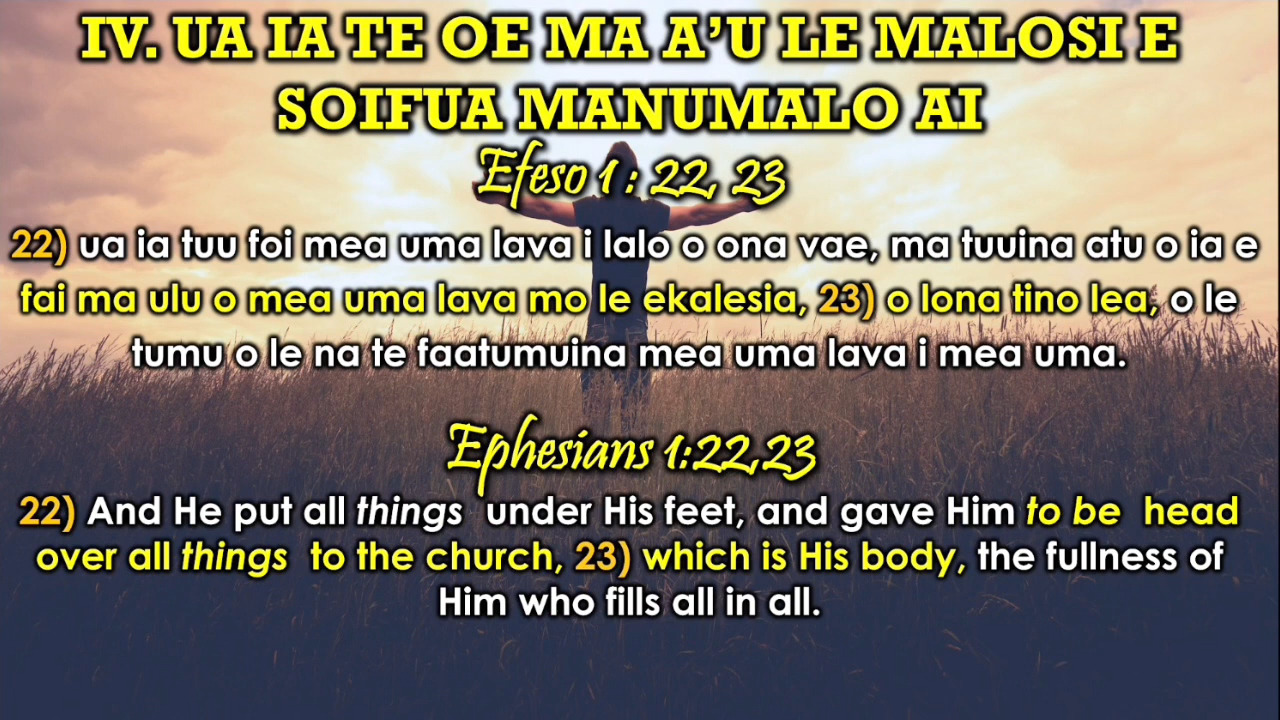 IV. UA IA TE OE MA A’U LE MALOSI E
SOIFUA MANUMALO AI
Efeso 1 : 22, 23
22) ua ia tuu foi mea uma lava i lalo o ona vae, ma tuuina atu o ia e
fai ma ulu o mea uma lava mo le ekalesia, 23) o lona tino lea, o le
tumu o le na te faatumuina mea uma lava i mea uma.
Ephesians 1:22,23
22) And He put all things under His feet, and gave Him to be head
over all things to the church, 23) which is His body, the fullness of
Him who fills all in all.